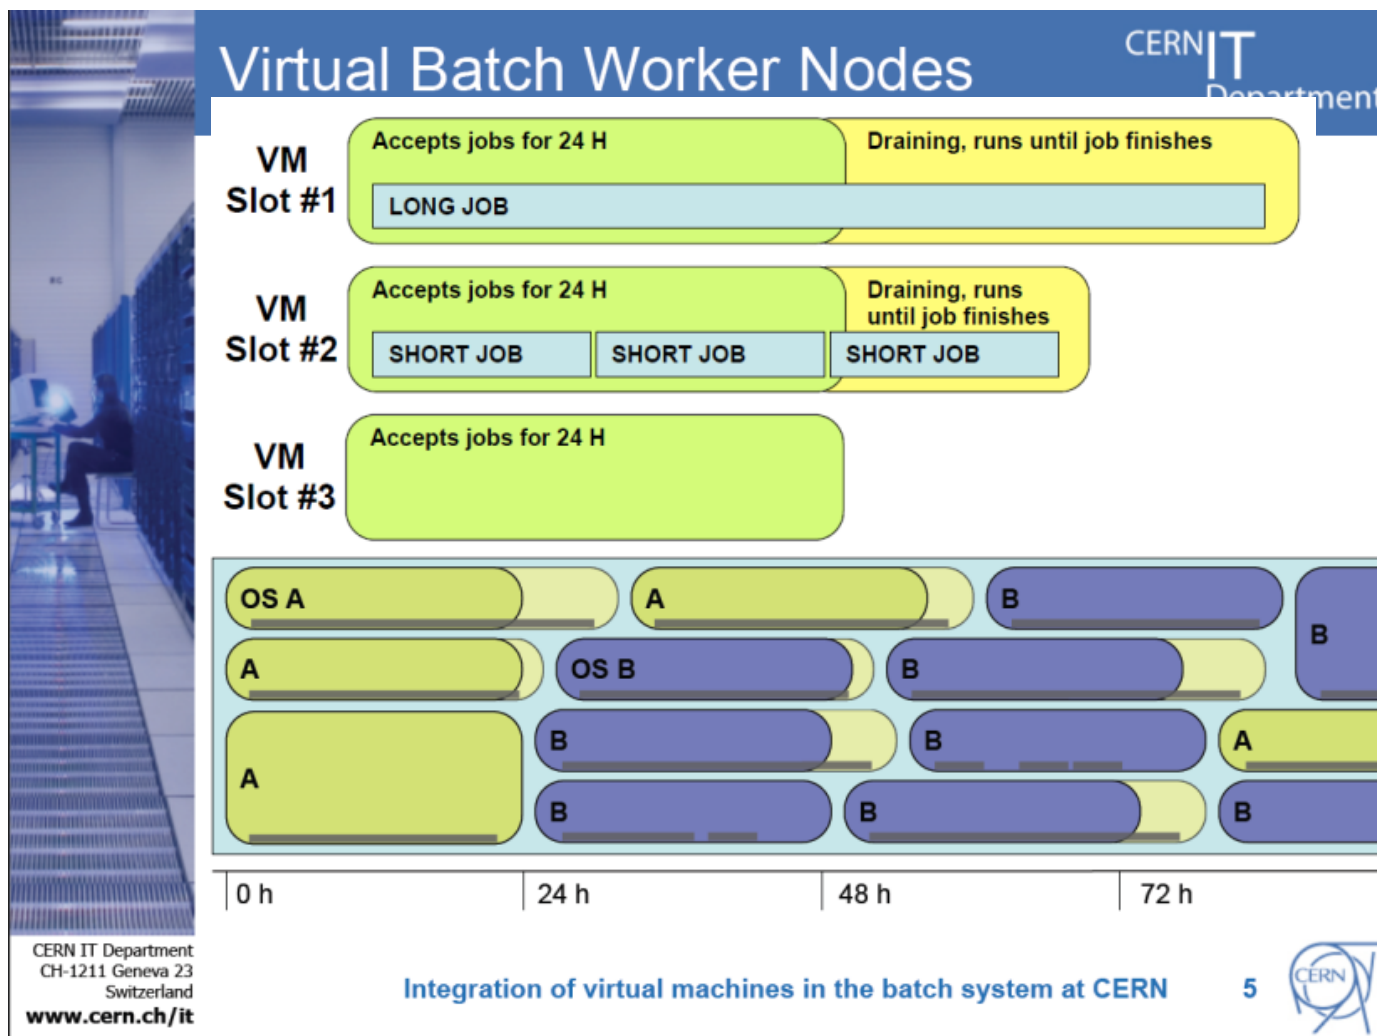 Virtual Batch Worker Nodes
CERN IT
Department
VM
Slot #1
Accepts jobs for 24 H
Draining, runs until job finishes
LONG JOB
VM
Slot #2
Accepts jobs for 24 H
Draining, runs
until job finishes
SHORT JOB
SHORT JOB
SHORT JOB
VM
Slot #3
Accepts jobs for 24 H
OS A
A
B
B
A
OS B
B
A
B
B
A
B
B
B
0 h
24 h
48 h
72 h
CERN IT Department
CH-1211 Geneva 23
Switzerland
www.cern.ch/it
Integration of virtual machines in the batch system at CERN
5
CERN